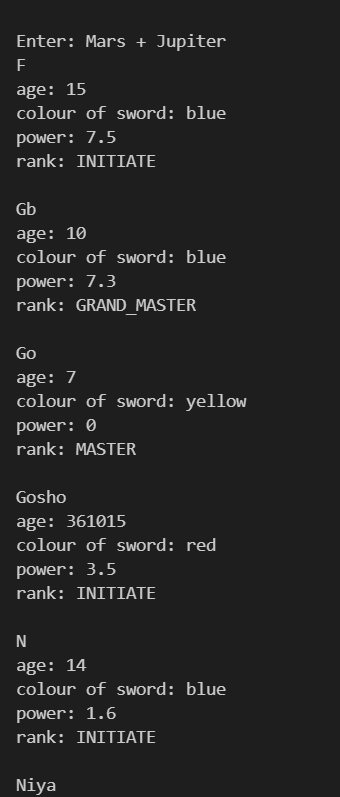 Enter: Mars + Jupiter
F
age: 15
colour of sword: blue
power: 7.5
rank: INITIATE
Gb
age: 10
colour of sword: blue
power: 7.3
rank: GRAND_MASTER
Go
age: 7
colour of sword: yellow
power: 0
rank: MASTER
Gosho
age: 361015
colour of sword: red
power: 3.5
rank: INITIATE
N
age: 14
colour of sword: blue
power: 1.6
rank: INITIATE
Niya